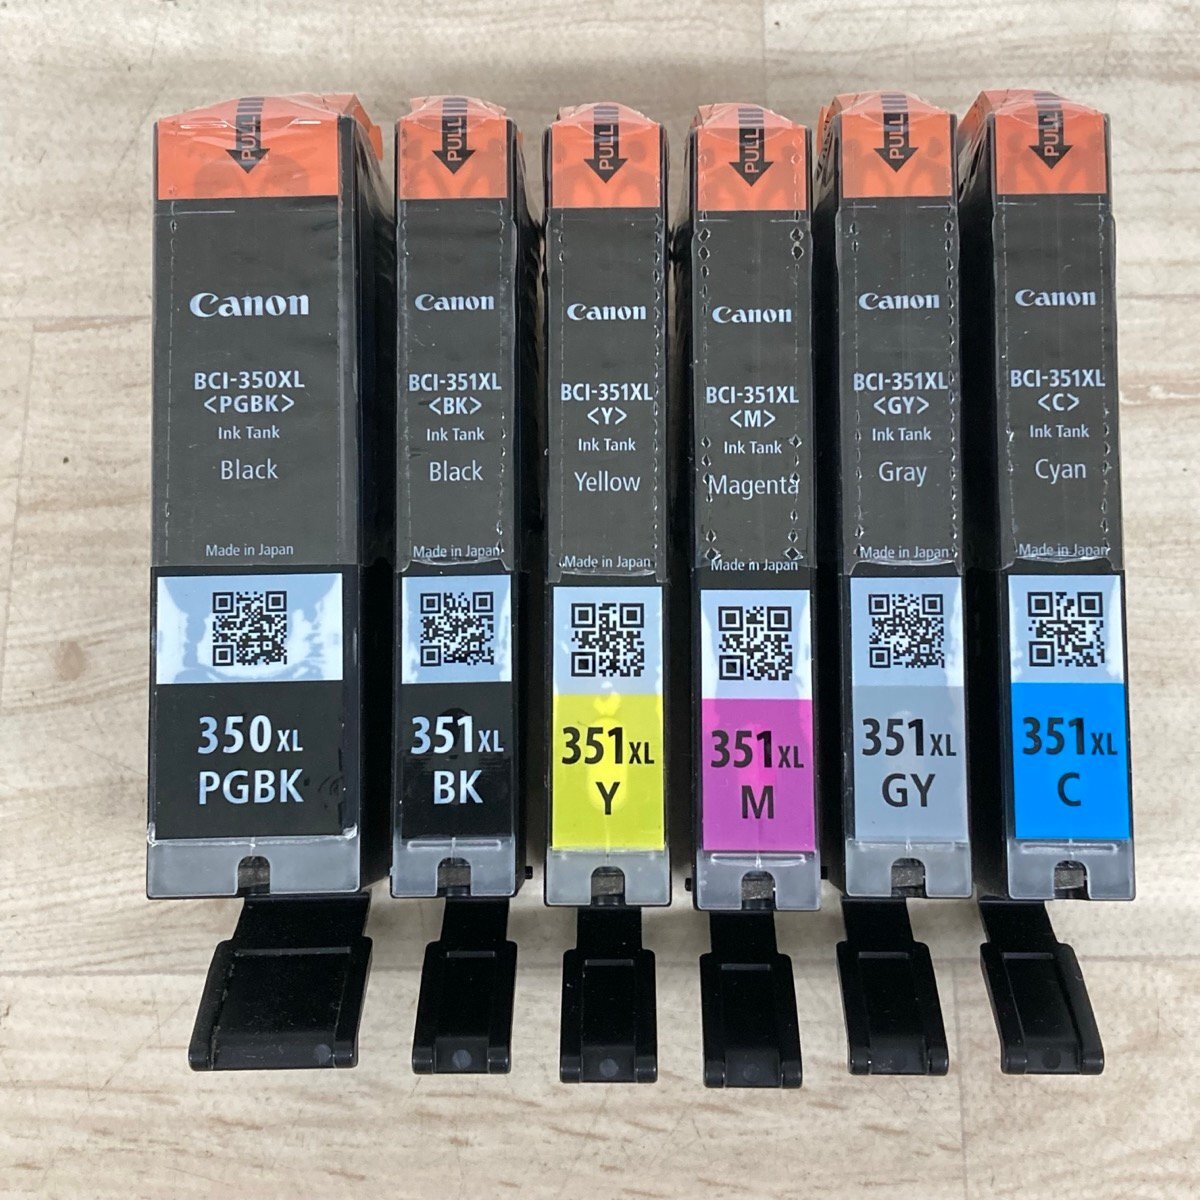 PULL
Canon
BCI-350XL
<PGBK>
Ink Tank
Black
Made in Japan
350XL
PGBK
PULL
Canon
BCI-351XL
<BK>
Ink Tank
Black
Made in Japan
351XL
BK
PULL
Canon
BCI-351XL
<Y>
Ink Tank
Yellow
Made in Japan
351XL
Y
PULL
Canon
BCI-351XL
<M>
Ink Tank
Magenta
Made in Japan
351XL
M
PULL
Canon
BCI-351XL
<GY>
Ink Tank
Gray
Made in Japan
351XL
GY
PULL
Canon
BCI-351XL
<C>
Ink Tank
Cyan
Made in Japan
351XL
C